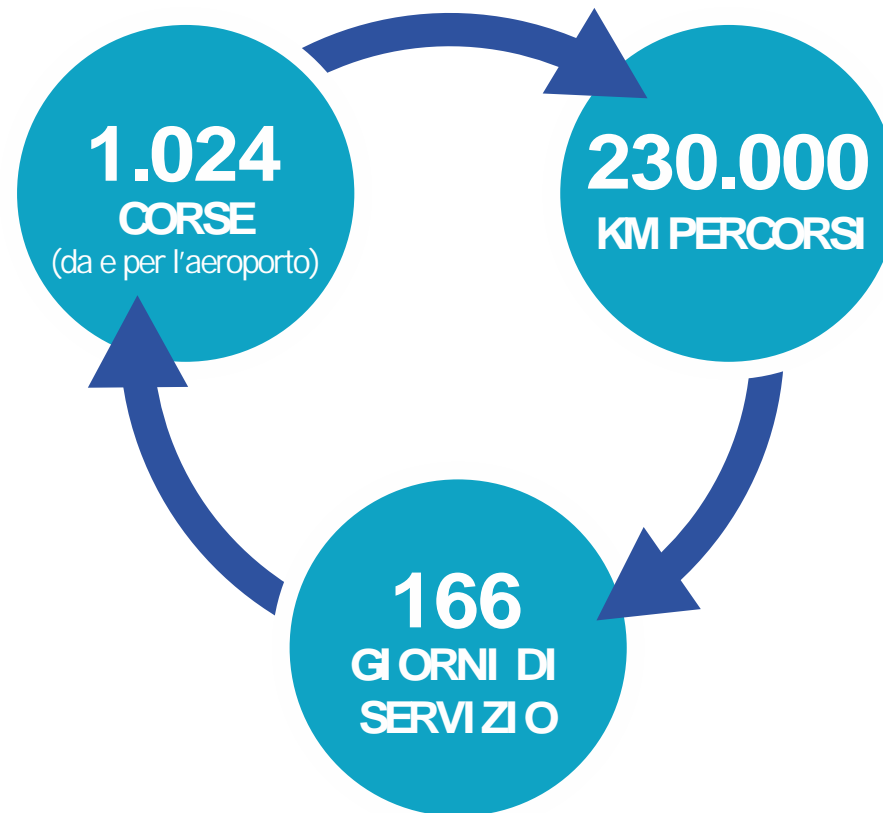 1.024
CORSE
(da e per l'aeroporto)
230.000
KM PERCORSI
166
GIORNI DI
SERVIZIO